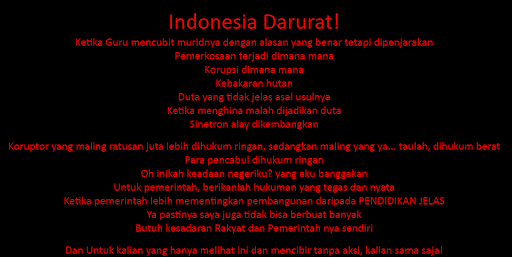 Indonesia Darurat!
Ketika Guru mencubit muridnya dengan alasan yang benar tetapi dipenjarakan
Pemerkosaan terjadi dimana mana
Korupsi dimana mana
Kebakaran hutan
Duta yang tidak jelas asal usulnya
Ketika menghina malah dijadikan duta
Sinetron alay dikembangkan
Koruptor yang maling ratusan juta lebih dihukum ringan, sedangkan maling yang ya... taulah, dihukum berat
Para pencabul dihukum ringan
Oh inikah keadaan negeriku? yang aku banggakan
Untuk pemerintah, berikanlah hukuman yang tegas dan nyata
Ketika pemerintah lebih mementingkan pembangunan daripada PENDIDIKAN JELAS
Ya pastinya saya juga tidak bisa berbuat banyak
Butuh kesadaran Rakyat dan Pemerintah nya sendiri
Dan Untuk kalian yang hanya melihat ini dan mencibir tanpa aksi, kalian sama saja!